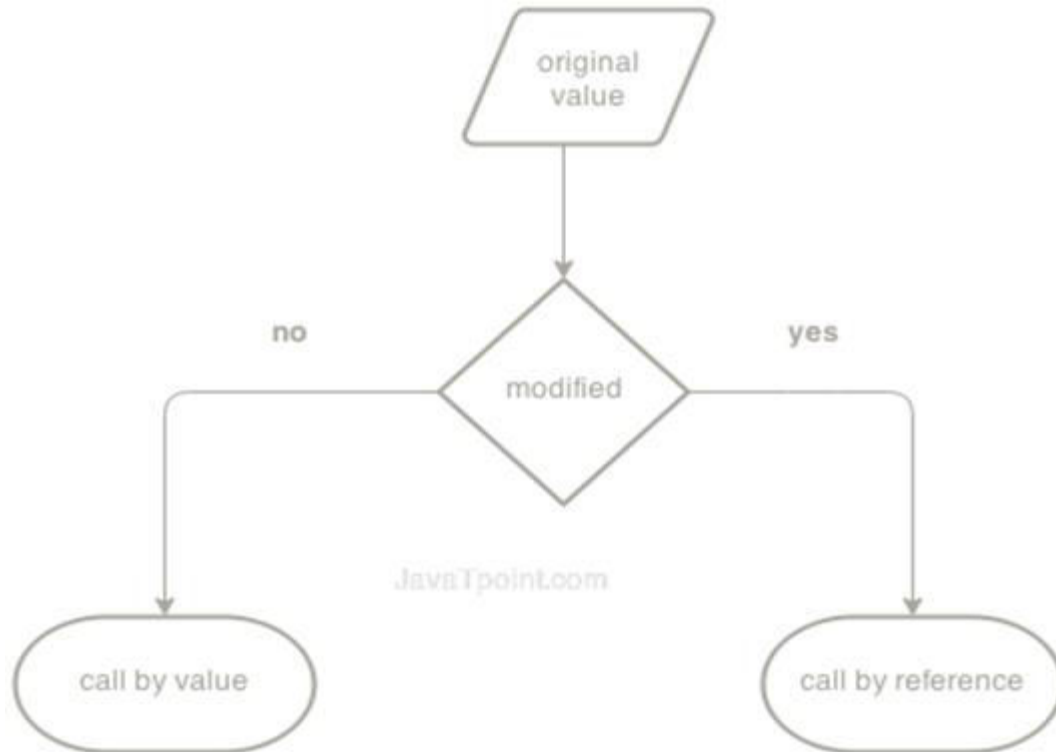 original
value
no
yes
modified
JavaTpoint.com
call by value
call by reference